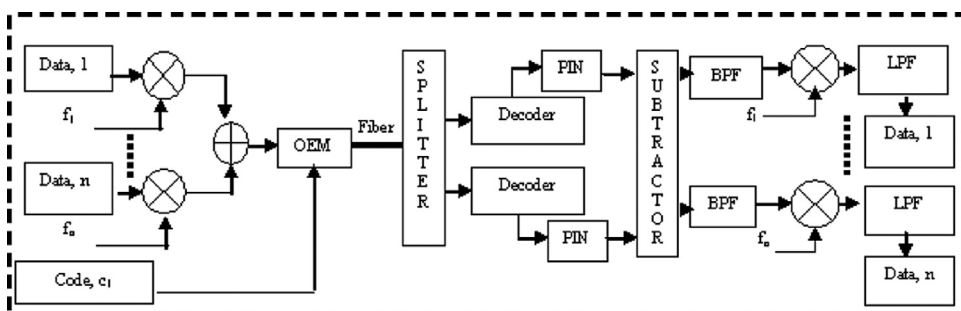 Data, 1
f1
Data, n
fn
Code, c1
OEM
Fiber
SPLITTER
Decoder
PIN
Decoder
PIN
SUBTRACTOR
BPF
f1
LPF
Data, 1
BPF
fn
LPF
Data, n